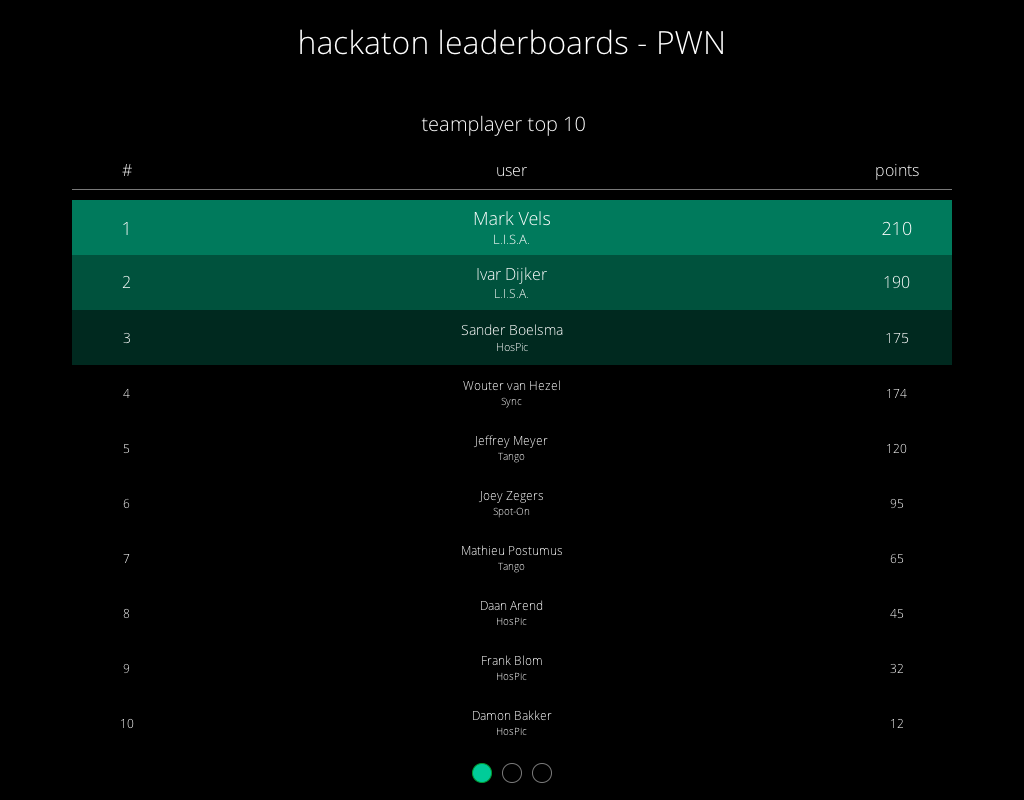 hackaton leaderboards - PWN
teamplayer top 10
# user points
1 Mark Vels 210
L.I.S.A.
2 Ivar Dijker 190
L.I.S.A.
3 Sander Boelsma 175
HosPic
4 Wouter van Hezel 174
Sync
5 Jeffrey Meyer 120
Tango
6 Joey Zegers 95
Spot-On
7 Mathieu Postumus 65
Tango
8 Daan Arend 45
HosPic
9 Frank Blom 32
HosPic
10 Damon Bakker 12
HosPic